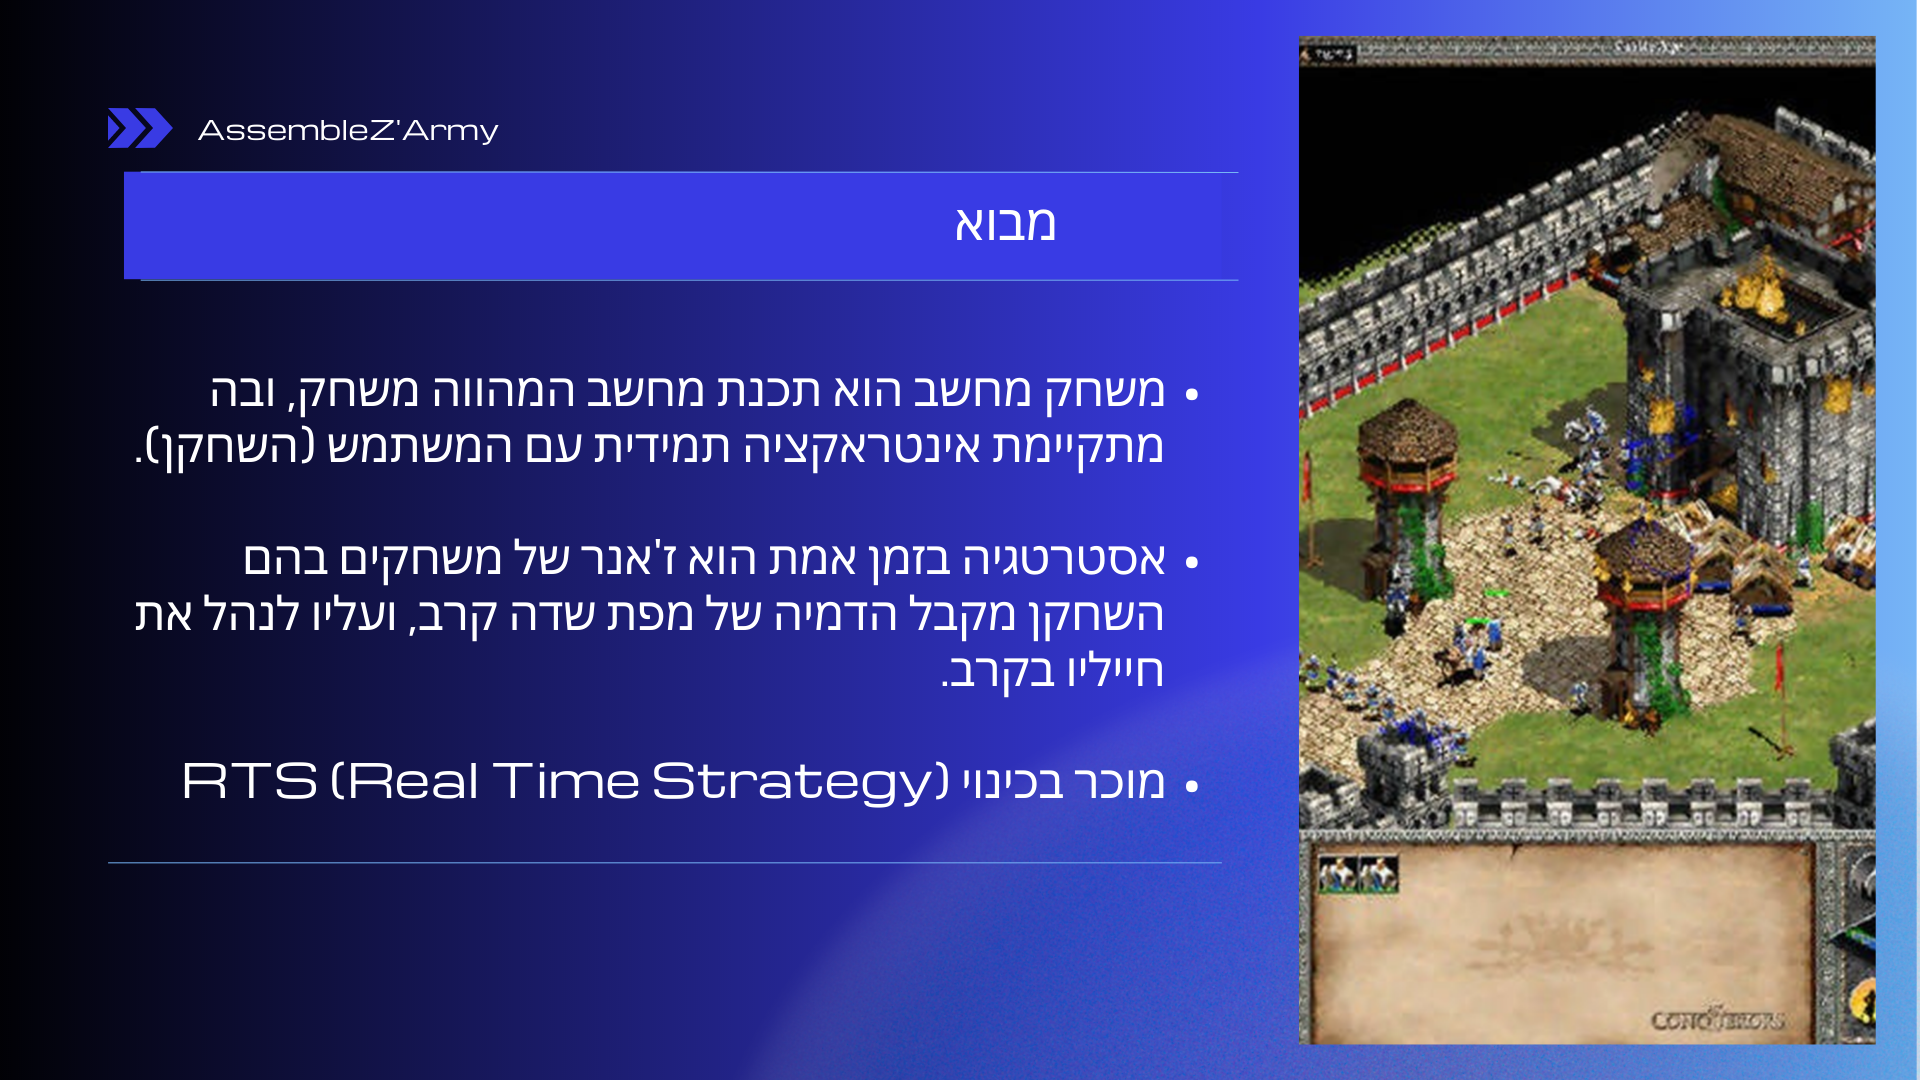 AssembleZ'Army
מבוא
• משחק מחשב הוא תכנת מחשב המהווה משחק, ובה
מתקיימת אינטראקציה תמידית עם המשתמש (השחקן).
• אסטרטגיה בזמן אמת הוא ז'אנר של משחקים בהם
השחקן מקבל הדמיה של מפת שדה קרב, ועליו לנהל את
חייליו בקרב.
• מוכר בכינוי RTS (Real Time Strategy)
CONQUERORS